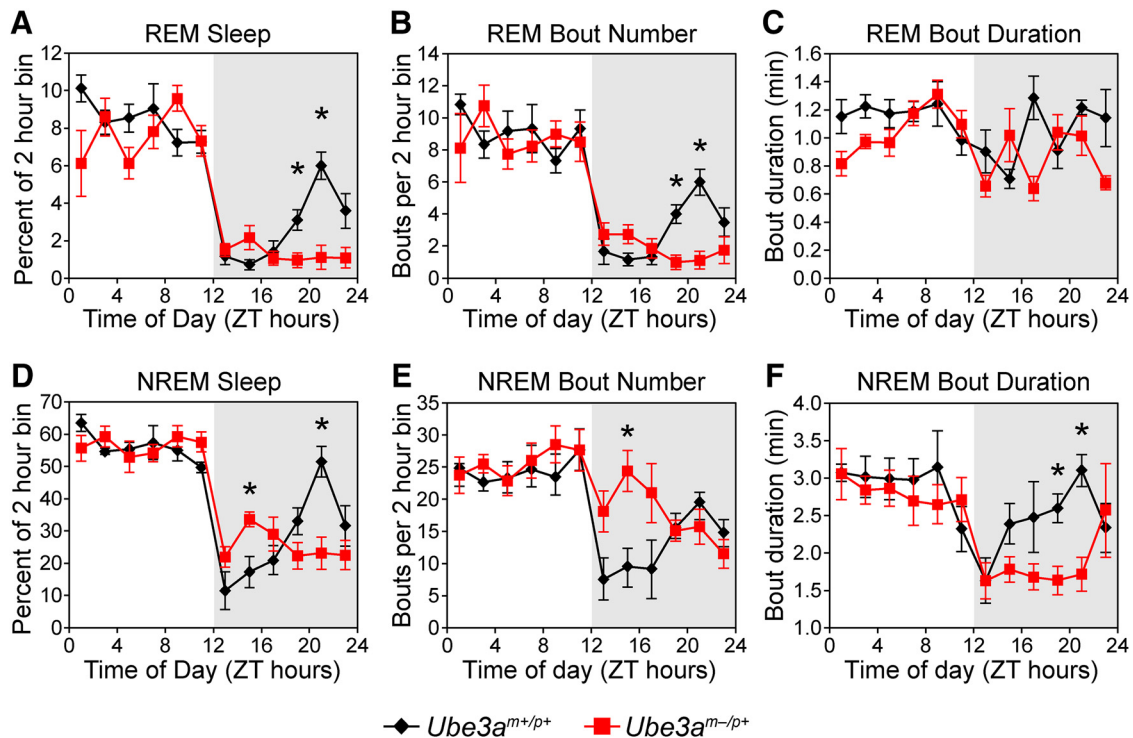 A
REM Sleep
Percent of 2 hour bin
12
10
8
6
4
2
0
* *
0 4 8 12 16 20 24
Time of Day (ZT hours)
B
REM Bout Number
Bouts per 2 hour bin
14
12
10
8
6
4
2
0
* *
0 4 8 12 16 20 24
Time of day (ZT hours)
C
REM Bout Duration
Bout duration (min)
1.6
1.4
1.2
1.0
0.8
0.6
0.4
0.2
0.0
0 4 8 12 16 20 24
Time of day (ZT hours)
D
NREM Sleep
Percent of 2 hour bin
70
60
50
40
30
20
10
0
* *
0 4 8 12 16 20 24
Time of Day (ZT hours)
E
NREM Bout Number
Bouts per 2 hour bin
35
30
25
20
15
10
5
0
*
0 4 8 12 16 20 24
Time of day (ZT hours)
F
NREM Bout Duration
Bout duration (min)
4.0
3.5
3.0
2.5
2.0
1.5
1.0
* *
0 4 8 12 16 20 24
Time of day (ZT hours)
Ube3a^m+/p+ Ube3a^m–/p+